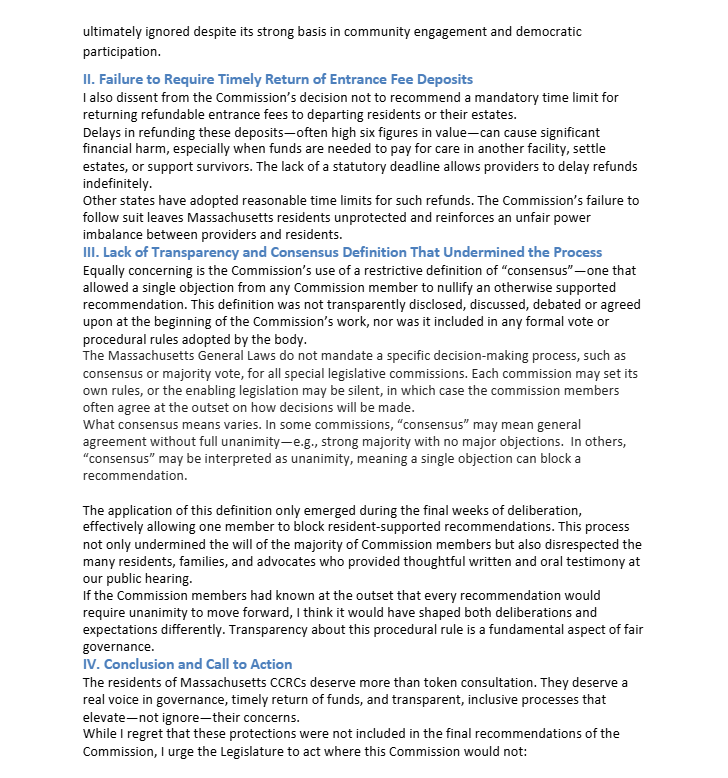 ultimately ignored despite its strong basis in community engagement and democratic
participation.
II. Failure to Require Timely Return of Entrance Fee Deposits
I also dissent from the Commission’s decision not to recommend a mandatory time limit for
returning refundable entrance fees to departing residents or their estates.
Delays in refunding these deposits—often high six figures in value—can cause significant
financial harm, especially when funds are needed to pay for care in another facility, settle
estates, or support survivors. The lack of a statutory deadline allows providers to delay refunds
indefinitely.
Other states have adopted reasonable time limits for such refunds. The Commission’s failure to
follow suit leaves Massachusetts residents unprotected and reinforces an unfair power
imbalance between providers and residents.
III. Lack of Transparency and Consensus Definition That Undermined the Process
Equally concerning is the Commission’s use of a restrictive definition of “consensus”—one that
allowed a single objection from any Commission member to nullify an otherwise supported
recommendation. This definition was not transparently disclosed, discussed, debated or agreed
upon at the beginning of the Commission’s work, nor was it included in any formal vote or
procedural rules adopted by the body.
The Massachusetts General Laws do not mandate a specific decision-making process, such as
consensus or majority vote, for all special legislative commissions. Each commission may set its
own rules, or the enabling legislation may be silent, in which case the commission members
often agree at the outset on how decisions will be made.
What consensus means varies. In some commissions, “consensus” may mean general
agreement without full unanimity—e.g., strong majority with no major objections.  In others,
“consensus” may be interpreted as unanimity, meaning a single objection can block a
recommendation.
The application of this definition only emerged during the final weeks of deliberation,
effectively allowing one member to block resident-supported recommendations. This process
not only undermined the will of the majority of Commission members but also disrespected the
many residents, families, and advocates who provided thoughtful written and oral testimony at
our public hearing.
If the Commission members had known at the outset that every recommendation would
require unanimity to move forward, I think it would have shaped both deliberations and
expectations differently. Transparency about this procedural rule is a fundamental aspect of fair
governance.
IV. Conclusion and Call to Action
The residents of Massachusetts CCRCs deserve more than token consultation. They deserve a
real voice in governance, timely return of funds, and transparent, inclusive processes that
elevate—not ignore—their concerns.
While I regret that these protections were not included in the final recommendations of the
Commission, I urge the Legislature to act where this Commission would not: